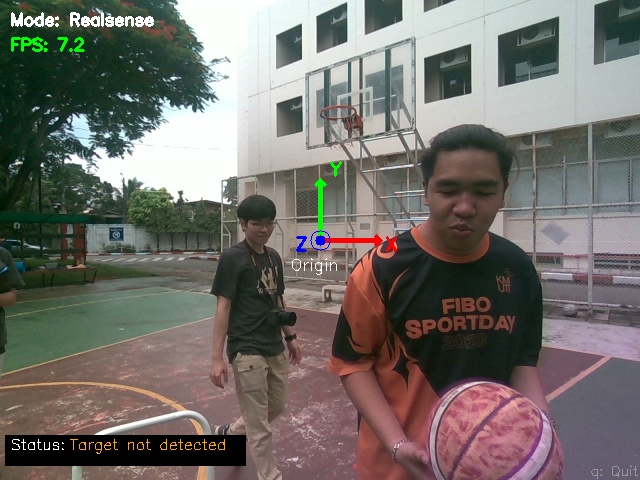 Mode: Realsense
FPS: 7.2
Y
Z
X
Origin
FIBO
SPORTDAY
Status: Target not detected
q: Quit